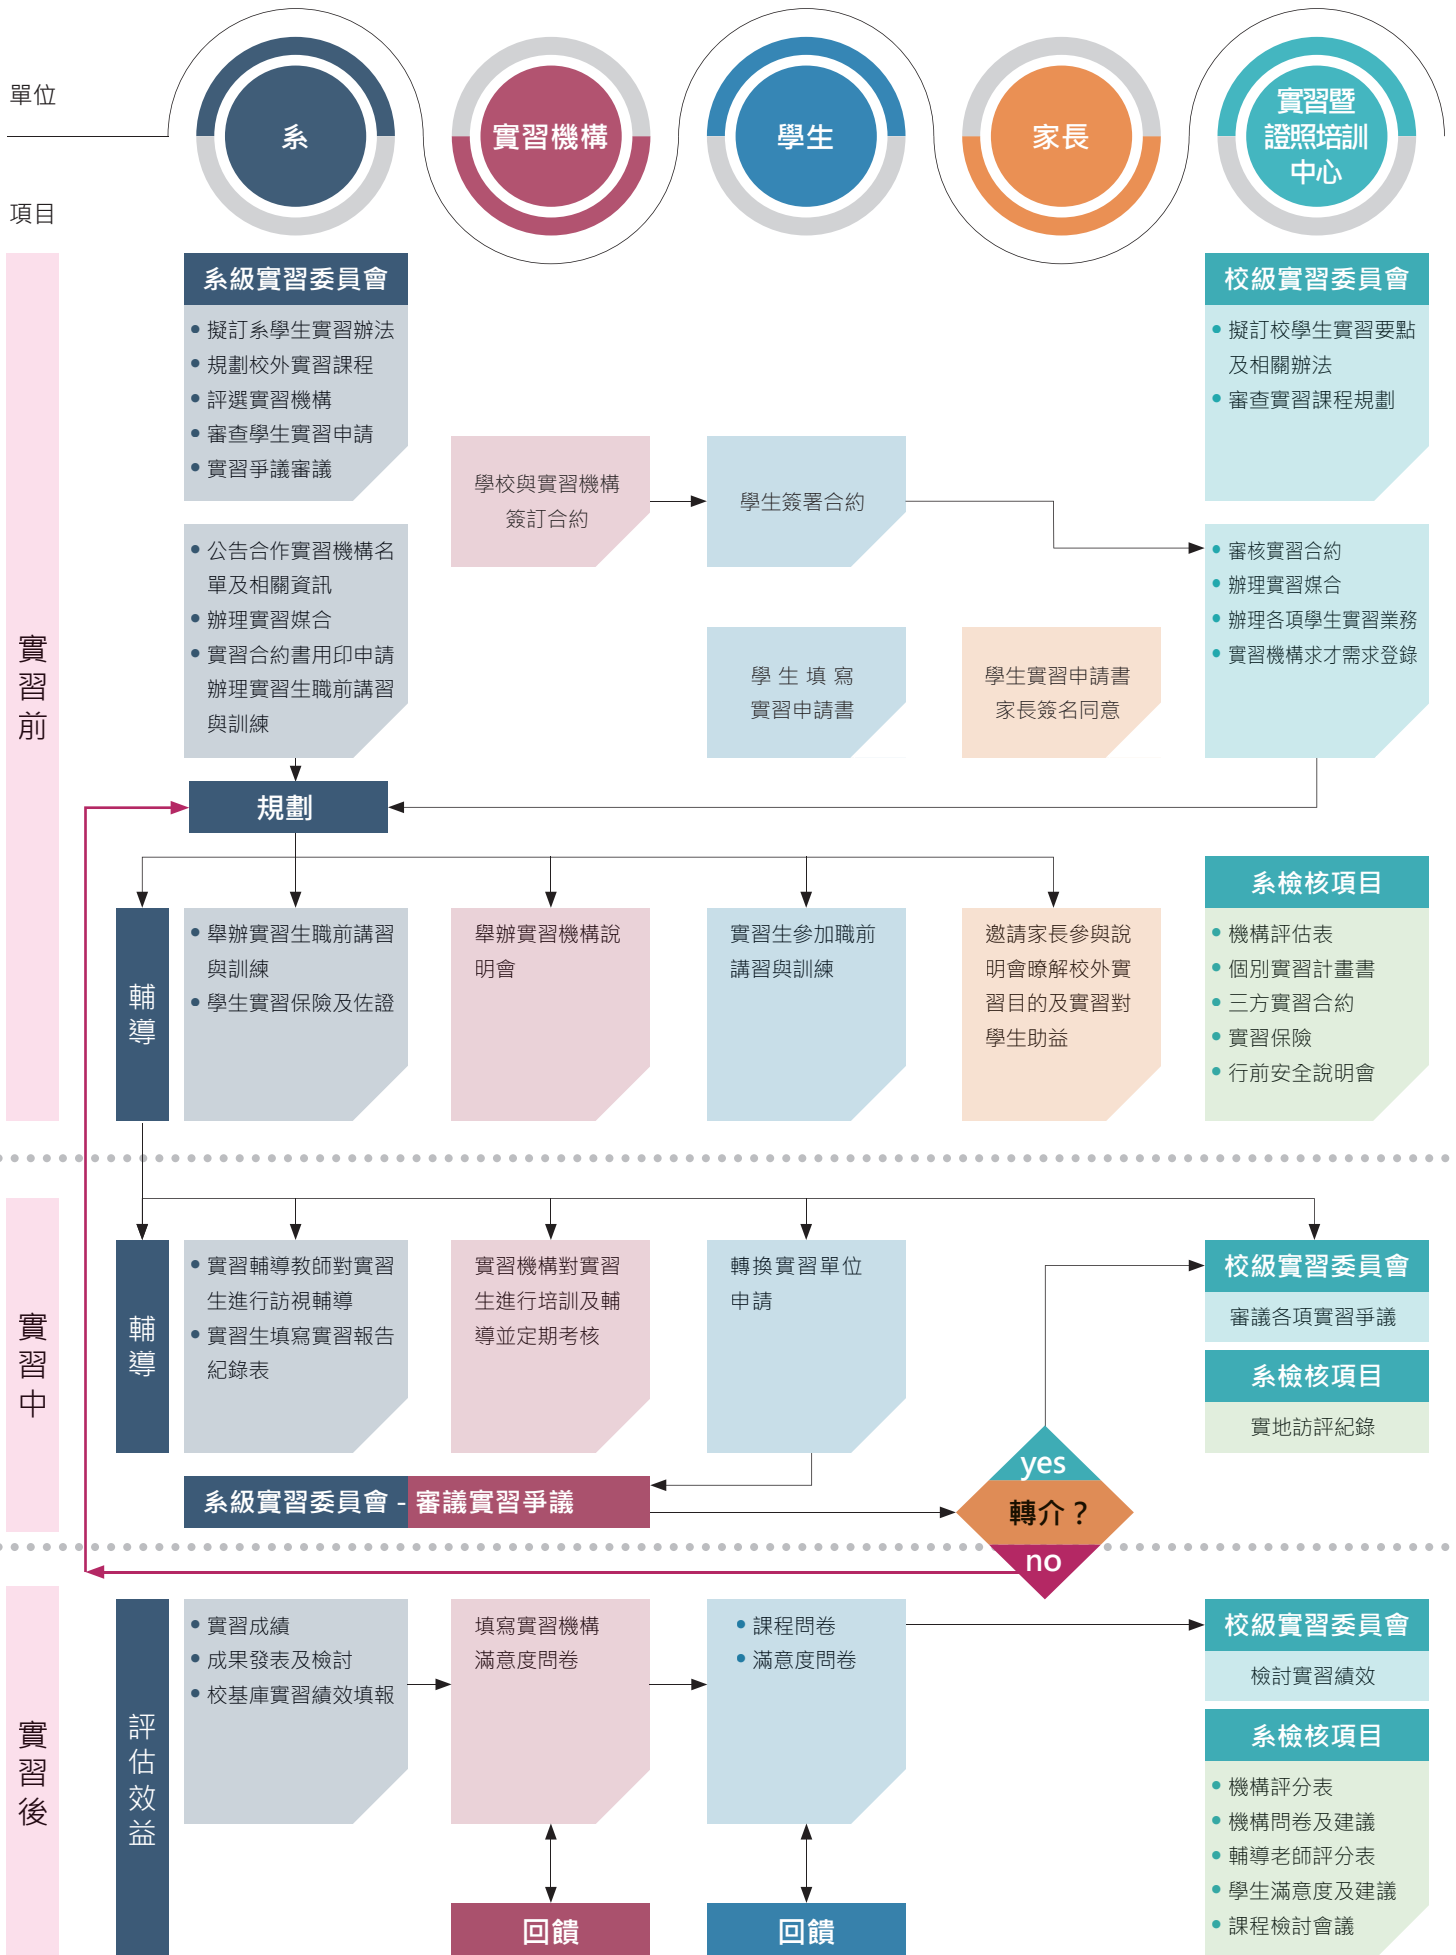 單位
項目
系
實習機構
學生
家長
實習暨
證照培訓
中心
實習前
系級實習委員會
擬訂系學生實習辦法
規劃校外實習課程
評選實習機構
審查學生實習申請
實習爭議審議
校級實習委員會
擬訂校學生實習要點
及相關辦法
審查實習課程規劃
學校與實習機構
簽訂合約
學生簽署合約
公告合作實習機構名
單及相關資訊
辦理實習媒合
實習合約書用印申請
辦理實習生職前講習
與訓練
審核實習合約
辦理實習媒合
辦理各項學生實習業務
實習機構求才需求登錄
學生填寫
實習申請書
學生實習申請書
家長簽名同意
規劃
輔導
舉辦實習生職前講習
與訓練
學生實習保險及佐證
舉辦實習機構說
明會
實習生參加職前
講習與訓練
邀請家長參與說
明會瞭解校外實
習目的及實習對
學生助益
系檢核項目
機構評估表
個別實習計畫書
三方實習合約
實習保險
行前安全說明會
實習中
輔導
實習輔導教師對實習
生進行訪視輔導
實習生填寫實習報告
紀錄表
實習機構對實習
生進行培訓及輔
導並定期考核
轉換實習單位
申請
校級實習委員會
審議各項實習爭議
系檢核項目
實地訪評紀錄
系級實習委員會 - 審議實習爭議
yes
轉介？
no
實習後
評估效益
實習成績
成果發表及檢討
校基庫實習績效填報
填寫實習機構
滿意度問卷
課程問卷
滿意度問卷
校級實習委員會
檢討實習績效
系檢核項目
機構評分表
機構問卷及建議
輔導老師評分表
學生滿意度及建議
課程檢討會議
回饋
回饋